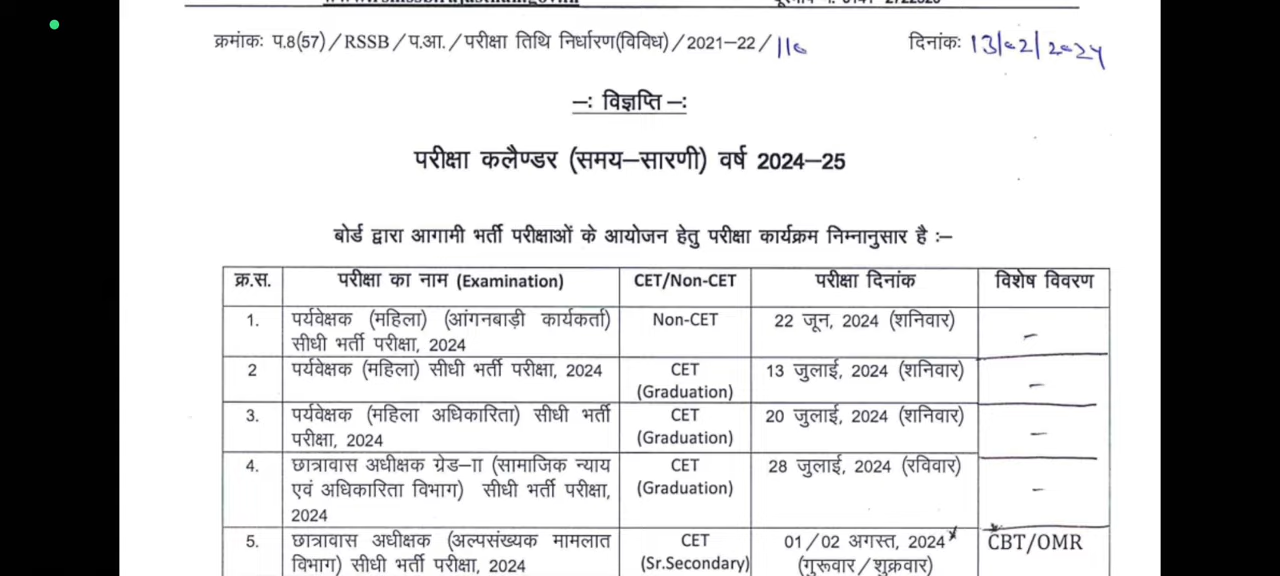 क्रमांकः प.8(57)/RSSB/प.आ./परीक्षा तिथि निर्धारण(विविध)/2021-22/110 दिनांकः 13/02/2024
-: विज्ञप्ति -:
परीक्षा कलैण्डर (समय-सारणी) वर्ष 2024-25
बोर्ड द्वारा आगामी भर्ती परीक्षाओं के आयोजन हेतु परीक्षा कार्यक्रम निम्नानुसार है :-
क्र.स. परीक्षा का नाम (Examination) CET/Non-CET परीक्षा दिनांक विशेष विवरण
1. पर्यवेक्षक (महिला) (आंगनबाड़ी कार्यकर्ता) Non-CET 22 जून, 2024 (शनिवार) -
सीधी भर्ती परीक्षा, 2024
2 पर्यवेक्षक (महिला) सीधी भर्ती परीक्षा, 2024 CET 13 जुलाई, 2024 (शनिवार) -
(Graduation)
3. पर्यवेक्षक (महिला अधिकारिता) सीधी भर्ती CET 20 जुलाई, 2024 (शनिवार) -
परीक्षा, 2024 (Graduation)
4. छात्रावास अधीक्षक ग्रेड-II (सामाजिक न्याय CET 28 जुलाई, 2024 (रविवार) -
एवं अधिकारिता विभाग) सीधी भर्ती परीक्षा, (Graduation)
2024
5. छात्रावास अधीक्षक (अल्पसंख्यक मामलात CET 01/02 अगस्त, 2024* *CBT/OMR
विभाग) सीधी भर्ती परीक्षा, 2024 (Sr.Secondary) (गुरूवार/शुक्रवार)